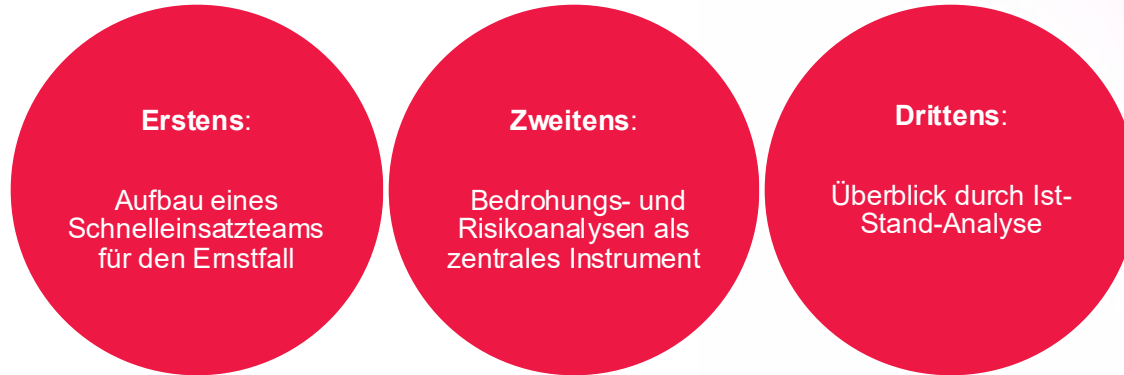 Erstens:
Aufbau eines
Schnelleinsatzteams
für den Ernstfall
Zweitens:
Bedrohungs- und
Risikoanalysen als
zentrales Instrument
Drittens:
Überblick durch Ist-
Stand-Analyse